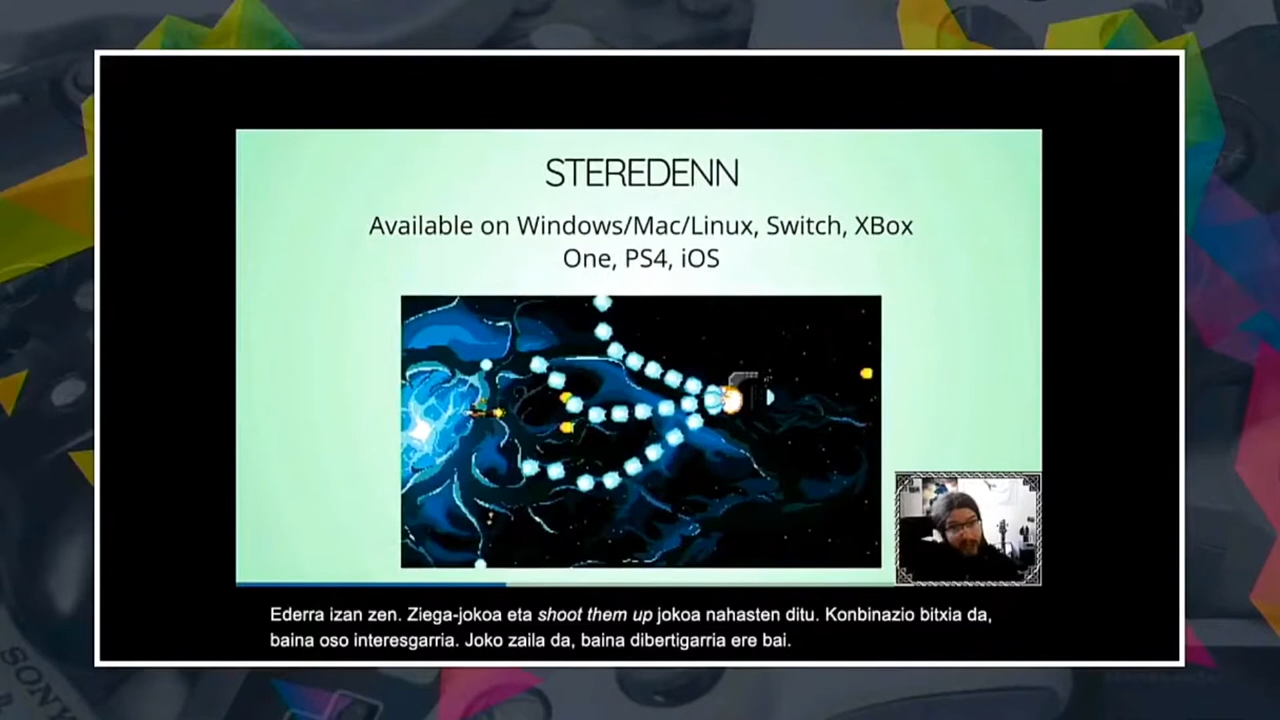 STEREDENN
Available on Windows/Mac/Linux, Switch, XBox
One, PS4, iOS
Ederra izan zen. Ziega-jokoa eta shoot them up jokoa nahasten ditu. Konbinazio bitxia da,
baina oso interesgarria. Joko zaila da, baina dibertigarria ere bai.
SONY